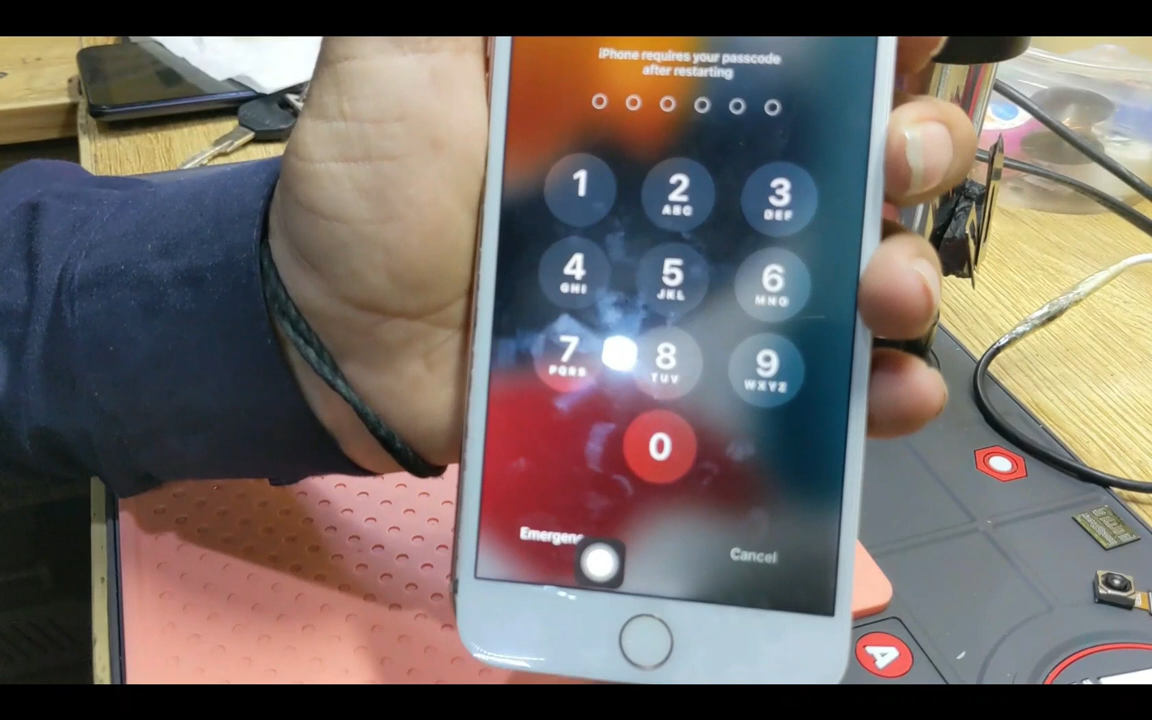 iPhone requires your passcode
after restarting
1
2
ABC
3
DEF
4
GHI
5
JKL
6
MNO
7
PQRS
8
TUV
9
WXYZ
0
Cancel
A